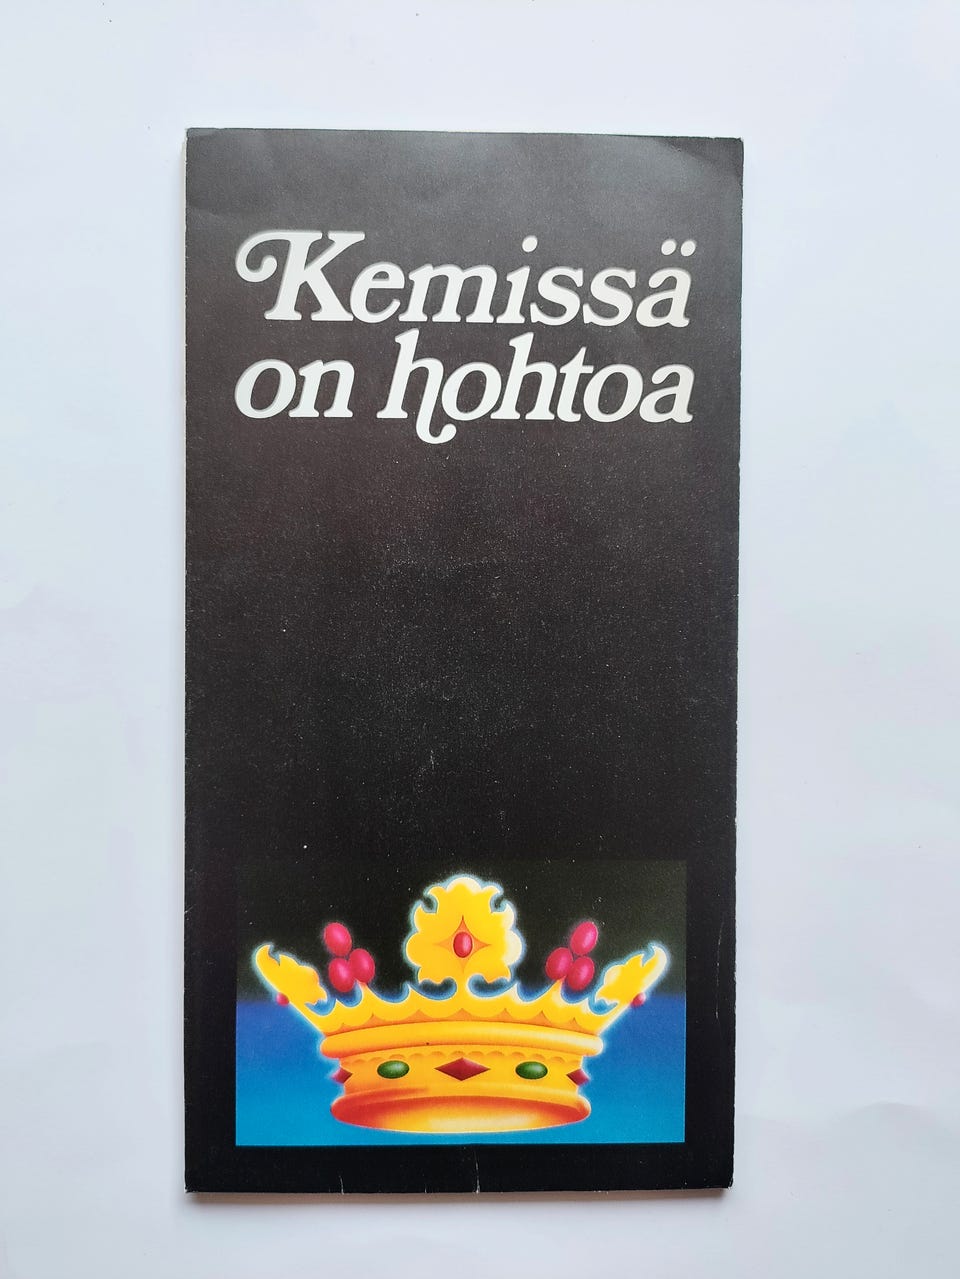 Kemissä
on hohtoa